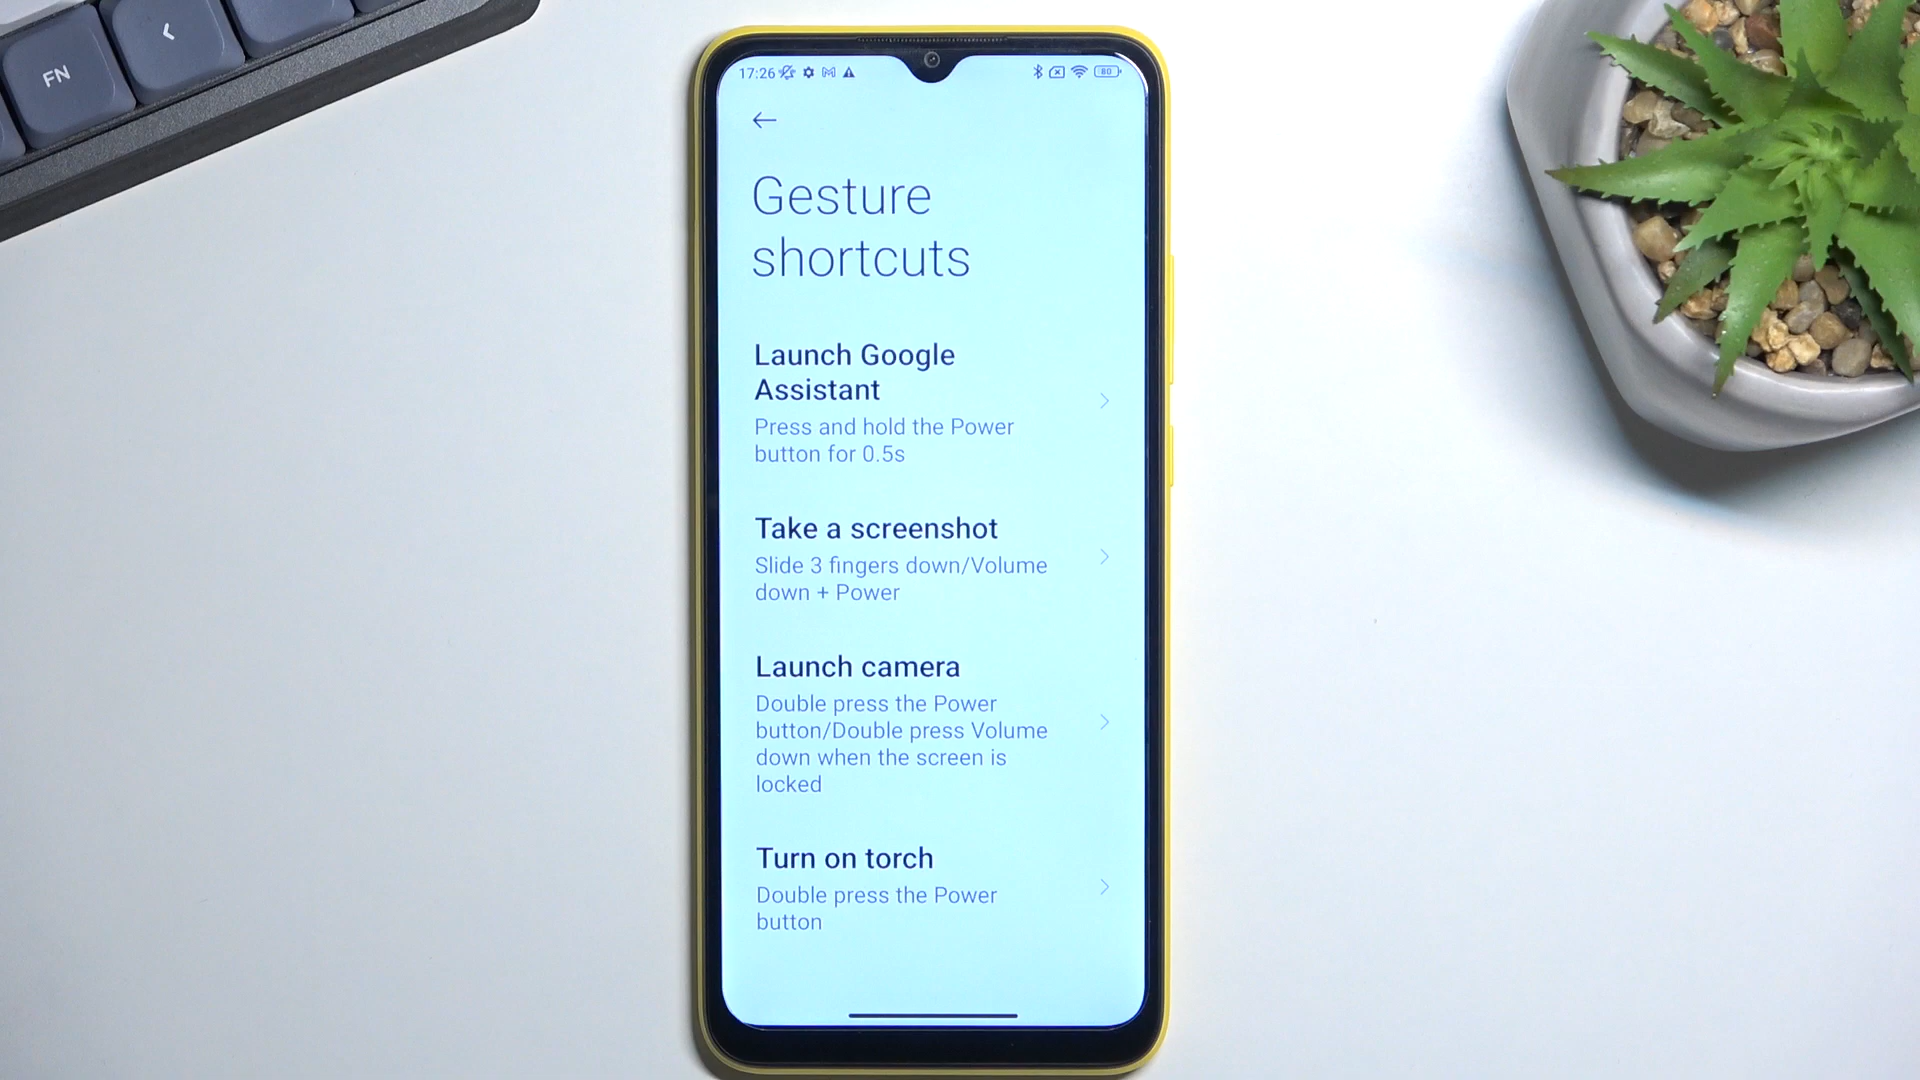 FN
17:26
80
Gesture
shortcuts
Launch Google
Assistant
Press and hold the Power
button for 0.5s
Take a screenshot
Slide 3 fingers down/Volume
down + Power
Launch camera
Double press the Power
button/Double press Volume
down when the screen is
locked
Turn on torch
Double press the Power
button